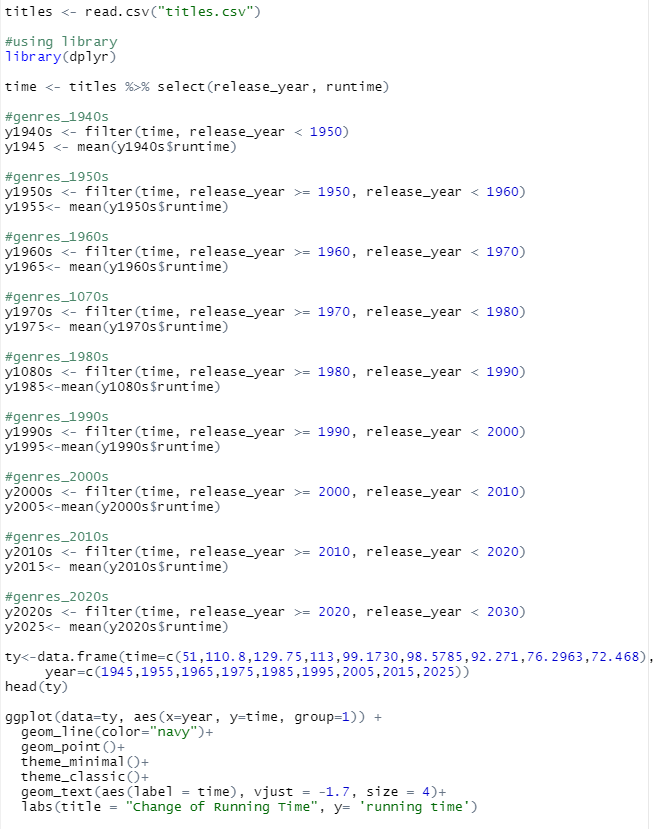 titles <- read.csv("titles.csv")
#using library
library(dplyr)
time <- titles %>% select(release_year, runtime)
#genres_1940s
y1940s <- filter(time, release_year < 1950)
y1945 <- mean(y1940s$runtime)
#genres_1950s
y1950s <- filter(time, release_year >= 1950, release_year < 1960)
y1955<- mean(y1950s$runtime)
#genres_1960s
y1960s <- filter(time, release_year >= 1960, release_year < 1970)
y1965<- mean(y1960s$runtime)
#genres_1070s
y1970s <- filter(time, release_year >= 1970, release_year < 1980)
y1975<- mean(y1970s$runtime)
#genres_1980s
y1080s <- filter(time, release_year >= 1980, release_year < 1990)
y1985<-mean(y1080s$runtime)
#genres_1990s
y1990s <- filter(time, release_year >= 1990, release_year < 2000)
y1995<-mean(y1990s$runtime)
#genres_2000s
y2000s <- filter(time, release_year >= 2000, release_year < 2010)
y2005<-mean(y2000s$runtime)
#genres_2010s
y2010s <- filter(time, release_year >= 2010, release_year < 2020)
y2015<- mean(y2010s$runtime)
#genres_2020s
y2020s <- filter(time, release_year >= 2020, release_year < 2030)
y2025<- mean(y2020s$runtime)
ty<-data.frame(time=c(51,110.8,129.75,113,99.1730,98.5785,92.271,76.2963,72.468),
year=c(1945,1955,1965,1975,1985,1995,2005,2015,2025))
head(ty)
ggplot(data=ty, aes(x=year, y=time, group=1)) +
geom_line(color="navy")+
geom_point()+
theme_minimal()+
theme_classic()+
geom_text(aes(label = time), vjust = -1.7, size = 4)+
labs(title = "Change of Running Time", y= 'running time')